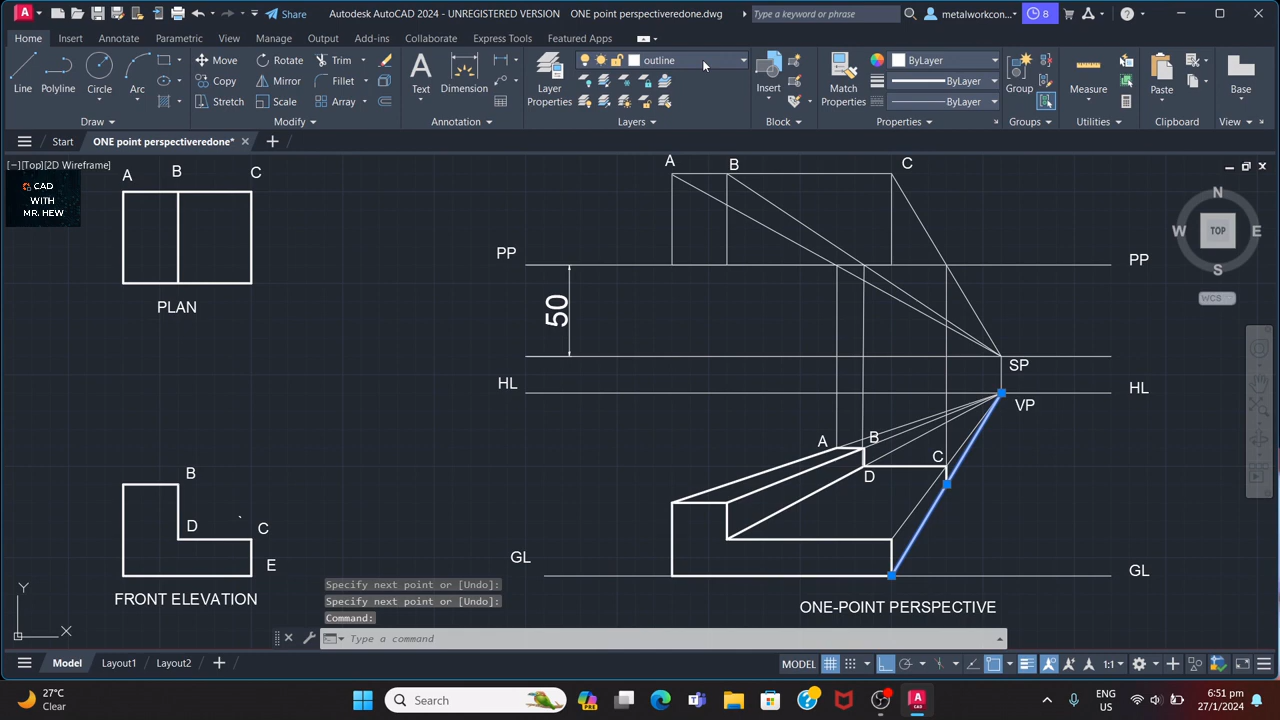 Share
Autodesk AutoCAD 2024 - UNREGISTERED VERSION
ONE point perspectiveredone.dwg
Type a keyword or phrase
metalworkcon...
8
Home Insert Annotate Parametric View Manage Output Add-ins Collaborate Express Tools Featured Apps
Line Polyline Circle Arc
Move Rotate Trim
Copy Mirror Fillet
Stretch Scale Array
Text Dimension
Layer Properties
outline
Insert
Match Properties
ByLayer
ByLayer
ByLayer
Group
Measure
Paste
Base
Draw Modify Annotation Layers Block Properties Groups Utilities Clipboard View
Start ONE point perspectiveredone.dwg*
[−][Top][2D Wireframe]
CAD
WITH
MR. HEW
A B C
PLAN
B
D C
E
FRONT ELEVATION
A B C
PP PP
50
SP
HL HL
VP
A B
C
D
GL GL
ONE-POINT PERSPECTIVE
N
W TOP E
S
WCS
Y
X
Specify next point or [Undo]:
Specify next point or [Undo]:
Command:
Type a command
Model Layout1 Layout2
MODEL 1:1
27°C
Clear
Search
PRE
CAD
ENG
US
6:51 pm
27/1/2024